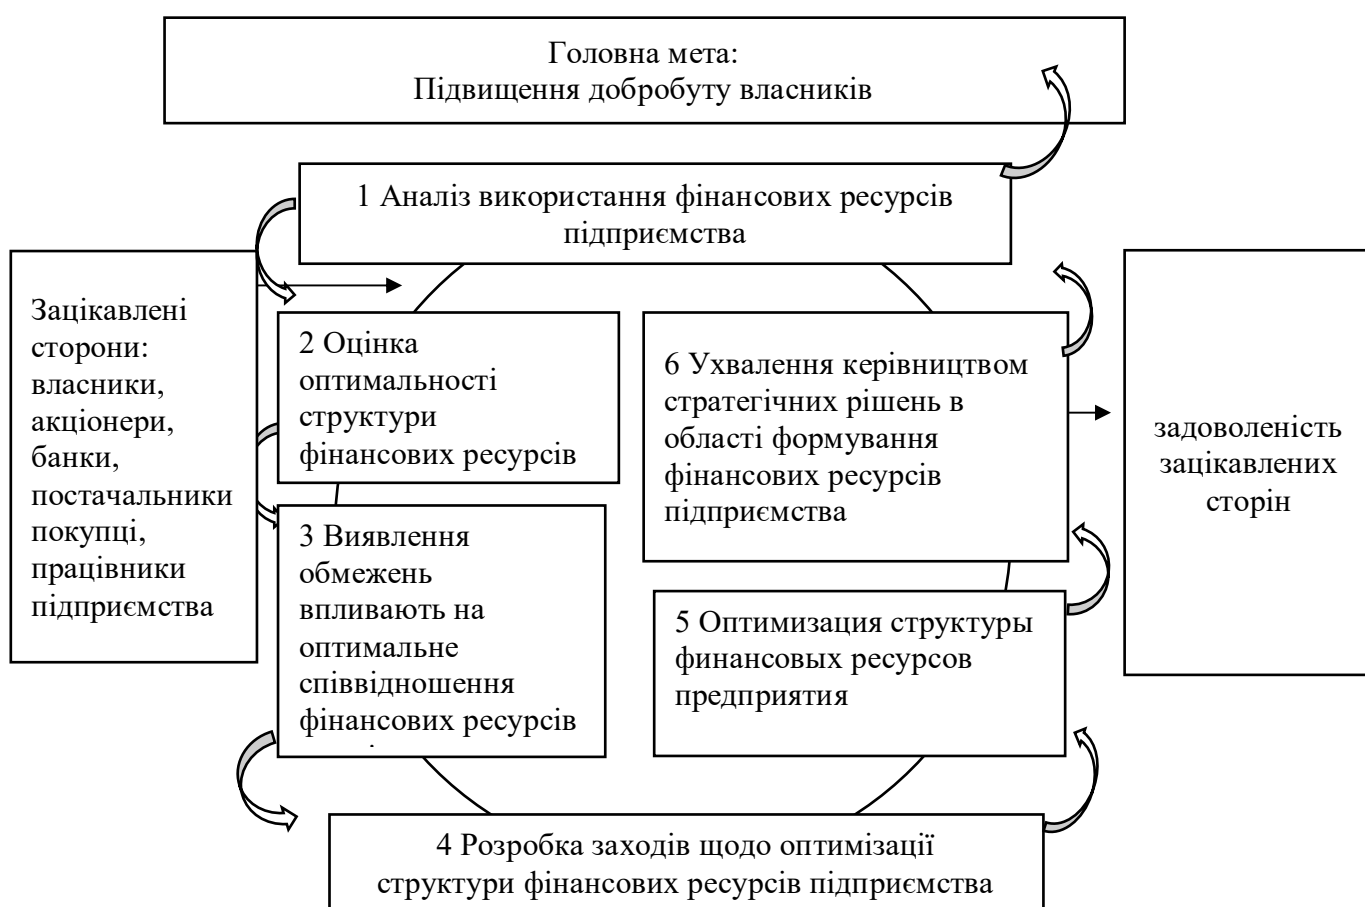 Головна мета:
Підвищення добробуту власників
1 Аналіз використання фінансових ресурсів
підприємства
Зацікавлені
сторони:
власники,
акціонери,
банки,
постачальники
покупці,
працівники
підприємства
2 Оцінка
оптимальності
структури
фінансових ресурсів
3 Виявлення
обмежень
впливають на
оптимальне
співвідношення
фінансових ресурсів
4 Розробка заходів щодо оптимізації
структури фінансових ресурсів підприємства
5 Оптимизация структуры
финансовых ресурсов
предприятия
6 Ухвалення керівництвом
стратегічних рішень в
області формування
фінансових ресурсів
підприємства
задоволеність
зацікавлених
сторін